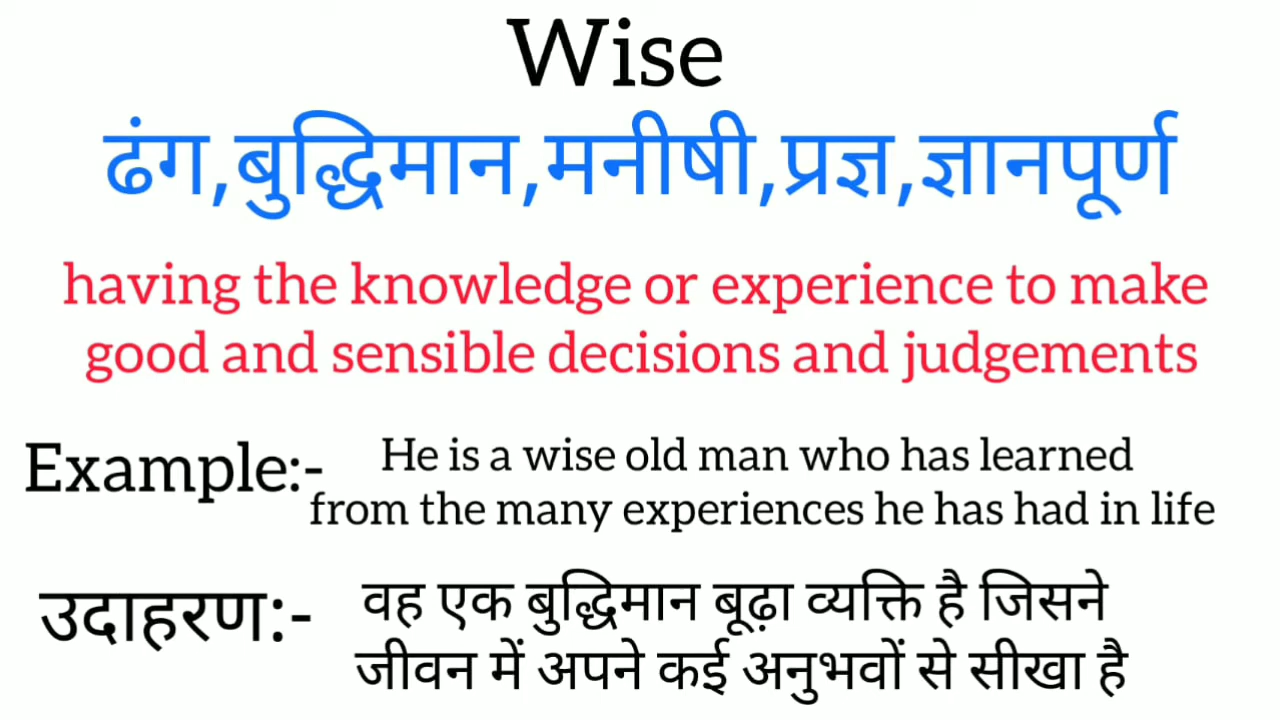 Wise
ढंग,बुद्धिमान,मनीषी,प्रज्ञ,ज्ञानपूर्ण
having the knowledge or experience to make
good and sensible decisions and judgements
Example:- He is a wise old man who has learned
from the many experiences he has had in life
उदाहरण:- वह एक बुद्धिमान बूढ़ा व्यक्ति है जिसने
जीवन में अपने कई अनुभवों से सीखा है